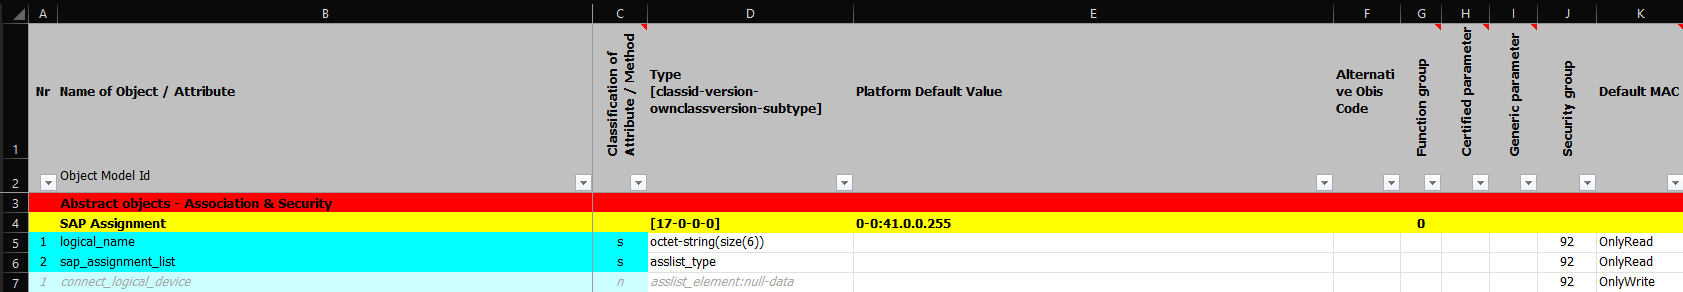 A B C D E F G H I J K
1 Nr Name of Object / Attribute Classification of Attribute / Method Type [classid-version-ownclassversion-subtype] Platform Default Value Alternative Obis Code Function group Certified parameter Generic parameter Security group Default MAC
2 Object Model Id
3 Abstract objects - Association & Security
4 SAP Assignment [17-0-0-0] 0-0:41.0.0.255 0
5 1 logical_name s octet-string(size(6)) 92 OnlyRead
6 2 sap_assignment_list s asslist_type 92 OnlyRead
7 1 connect_logical_device n asslist_element:null-data 92 OnlyWrite